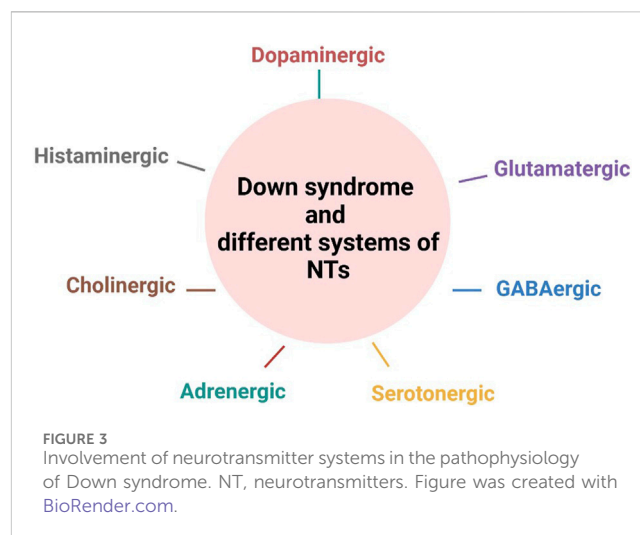 Dopaminergic
Histaminergic
Glutamatergic
Down syndrome
and
different systems of
NTs
Cholinergic
GABAergic
Adrenergic
Serotonergic
FIGURE 3
Involvement of neurotransmitter systems in the pathophysiology
of Down syndrome. NT, neurotransmitters. Figure was created with
BioRender.com.